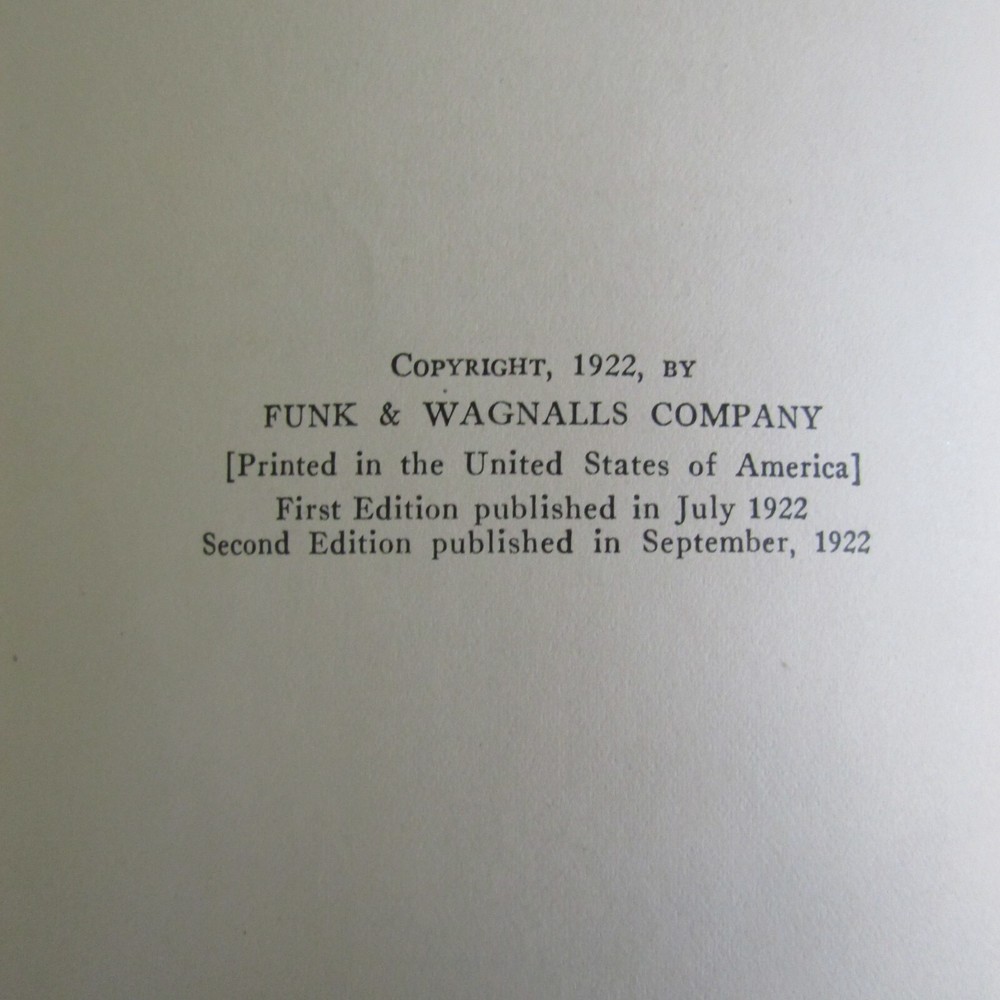 COPYRIGHT, 1922, BY
FUNK & WAGNALLS COMPANY
[Printed in the United States of America]
First Edition published in July 1922
Second Edition published in September, 1922